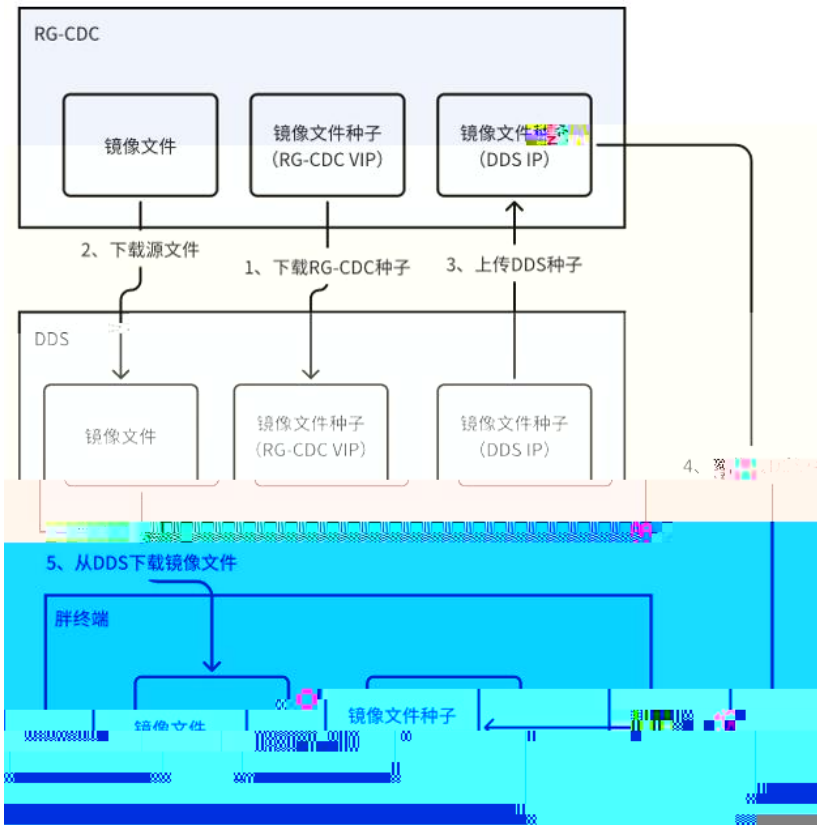 RG-CDC
镜像文件
镜像文件种子
(RG-CDC VIP)
镜像文件
(DDS IP)
2、下载源文件
1、下载RG-CDC种子
3、上传DDS种子
DDS
镜像文件
镜像文件种子
(RG-CDC VIP)
镜像文件种子
(DDS IP)
4、
5、从DDS下载镜像文件
胖终端
镜像文件
镜像文件种子